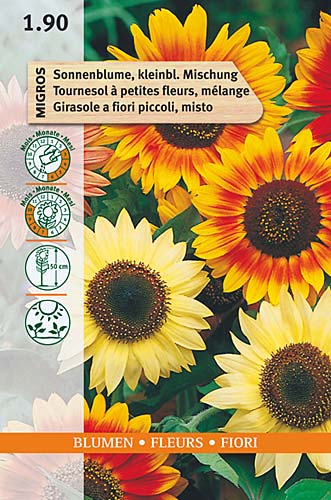 1.90
MIGROS
Sonnenblume, kleinbl. Mischung
Tournesol à petites fleurs, mélange
Girasole a fiori piccoli, misto
Mois • Monate • Mesi
Mois • Monate • Mesi
150 cm
BLUMEN • FLEURS • FIORI